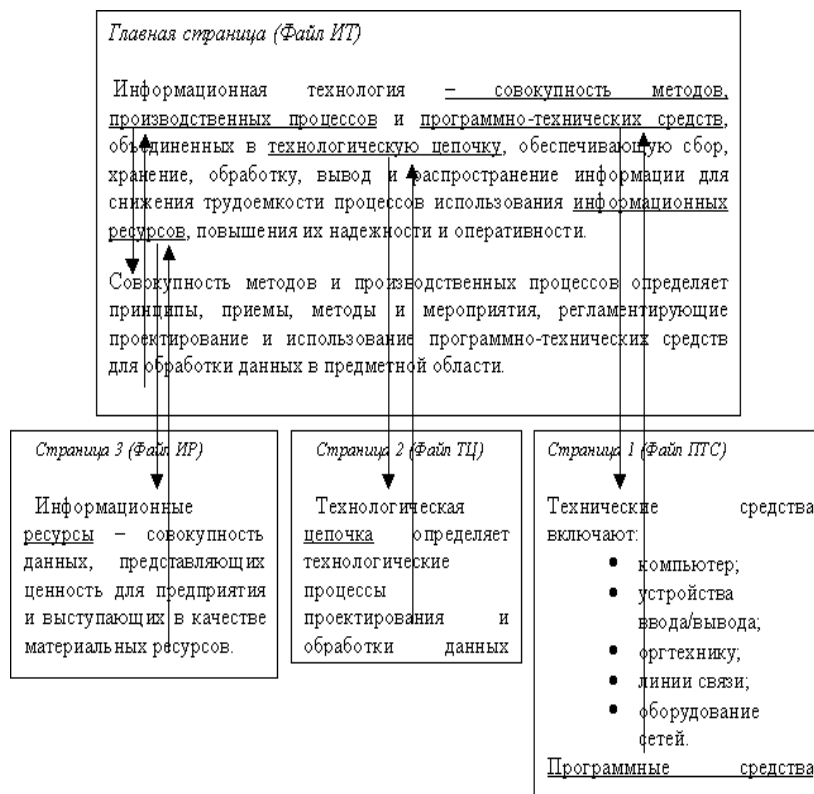 Главная страница (Файл ИТ)
Информационная технология – совокупность методов,
производственных процессов и программно-технических средств,
объединенных в технологическую цепочку, обеспечивающую сбор,
хранение, обработку, вывод и распространение информации для
снижения трудоемкости процессов использования информационных
ресурсов, повышения их надежности и оперативности.
Совокупность методов и производственных процессов определяет
принципы, приемы, методы и мероприятия, регламентирующие
проектирование и использование программно-технических средств
для обработки данных в предметной области.
Страница 3 (Файл ИР)
Информационные
ресурсы – совокупность
данных, представляющих
ценность для предприятия
и выступающих в качестве
материальных ресурсов.
Страница 2 (Файл ТЦ)
Технологическая
цепочка определяет
технологические
процессы
проектирования и
обработки данных
Страница 1 (Файл ПТС)
Технические средства
включают:
• компьютер;
• устройства
ввода/вывода;
• оргтехнику;
• линии связи;
• оборудование
сетей.
Программные средства